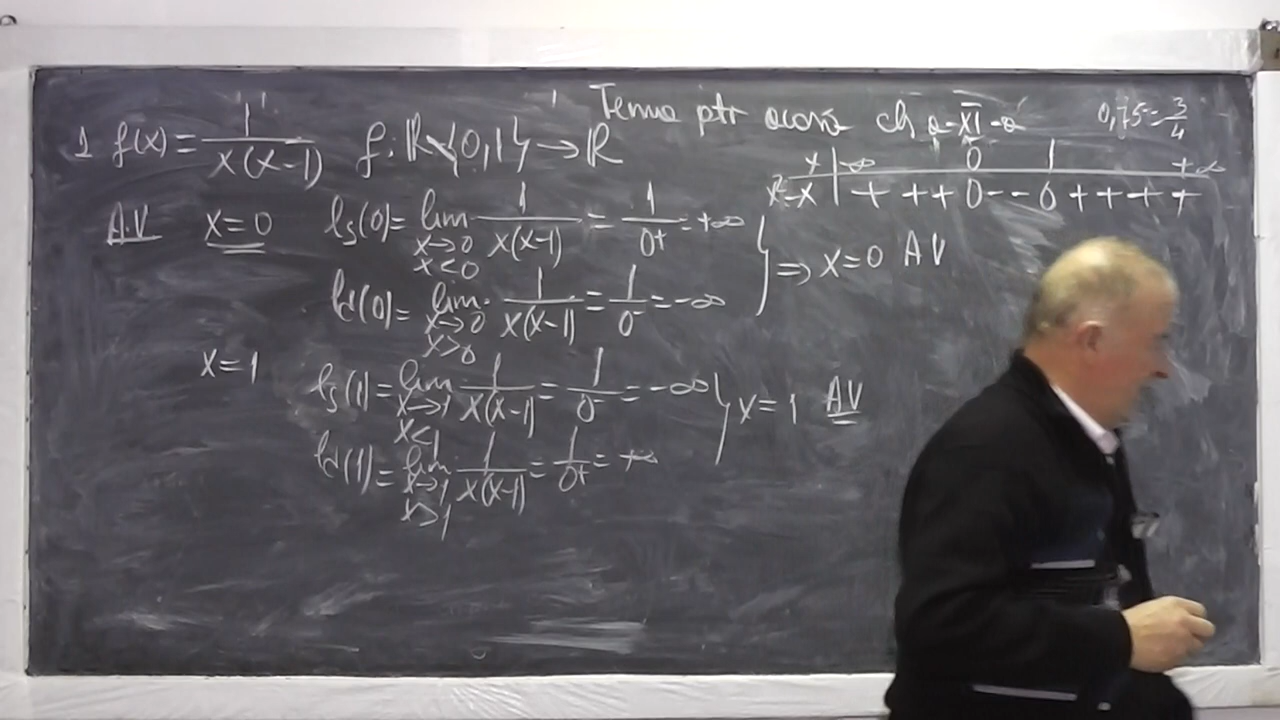 Tema ptr acasă cls a-XI-a
0,75=3/4
1 f(x)=1/(x(x-1)) f:ℝ\{0,1}→ℝ
x | -∞ 0 1 +∞
x²-x | + + + 0 - - 0 + + + +
A.V x=0 ls(0)= lim x→0 x<0 1/(x(x-1)) = 1/0+ = +∞
ld(0)= lim x→0 x>0 1/(x(x-1)) = 1/0- = -∞
} ⇒ x=0 AV
x=1 ls(1)= lim x→1 x<1 1/(x(x-1)) = 1/0- = -∞
ld(1)= lim x→1 x>1 1/(x(x-1)) = 1/0+ = +∞
} x=1 AV